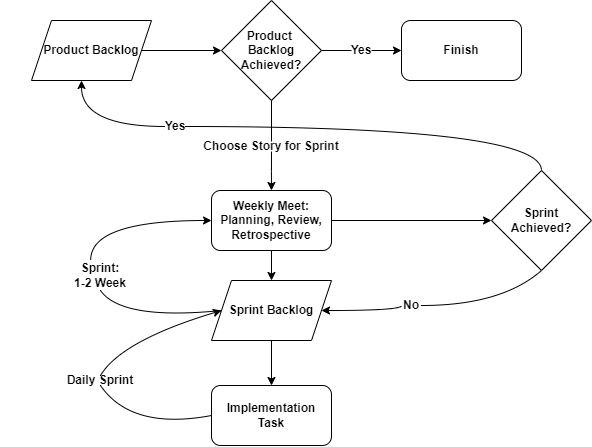 Product Backlog
Product
Backlog
Achieved?
Yes
Finish
Yes
Choose Story for Sprint
Weekly Meet:
Planning, Review,
Retrospective
Sprint
Achieved?
Sprint:
1-2 Week
Sprint Backlog
No
Daily Sprint
Implementation
Task